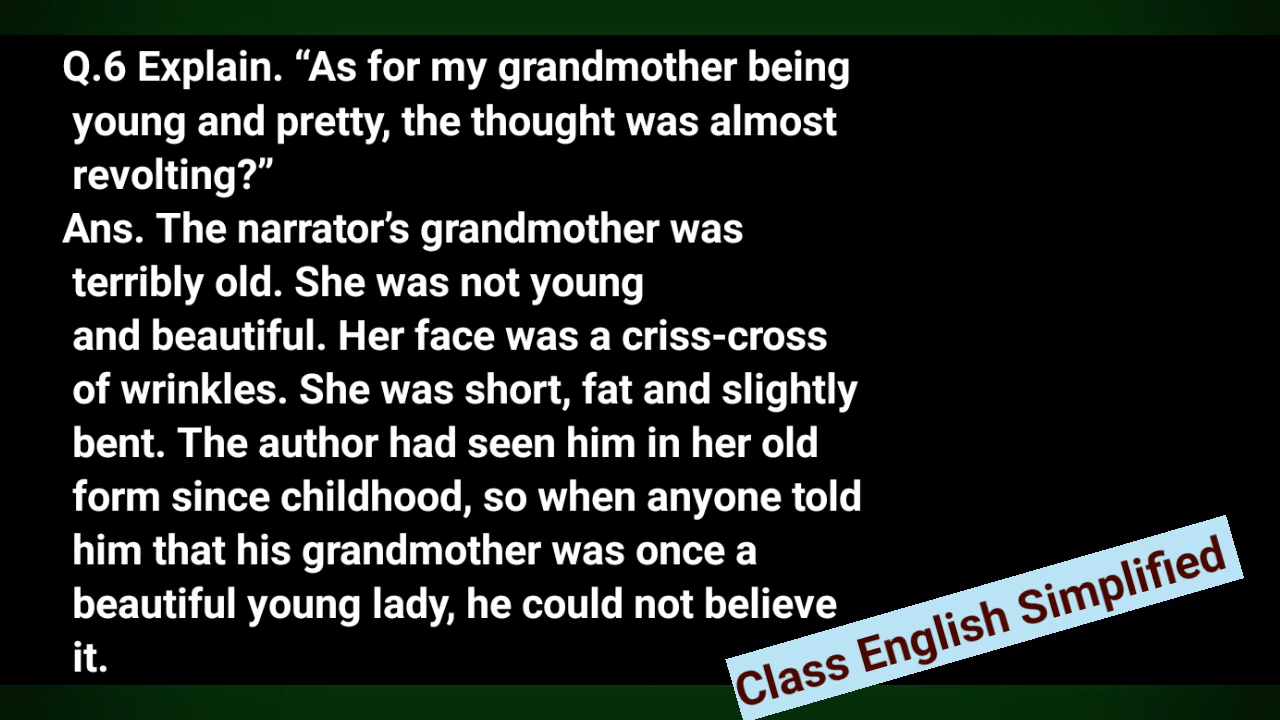 Q.6 Explain. “As for my grandmother being
young and pretty, the thought was almost
revolting?”
Ans. The narrator’s grandmother was
terribly old. She was not young
and beautiful. Her face was a criss-cross
of wrinkles. She was short, fat and slightly
bent. The author had seen him in her old
form since childhood, so when anyone told
him that his grandmother was once a
beautiful young lady, he could not believe
it.
Class English Simplified